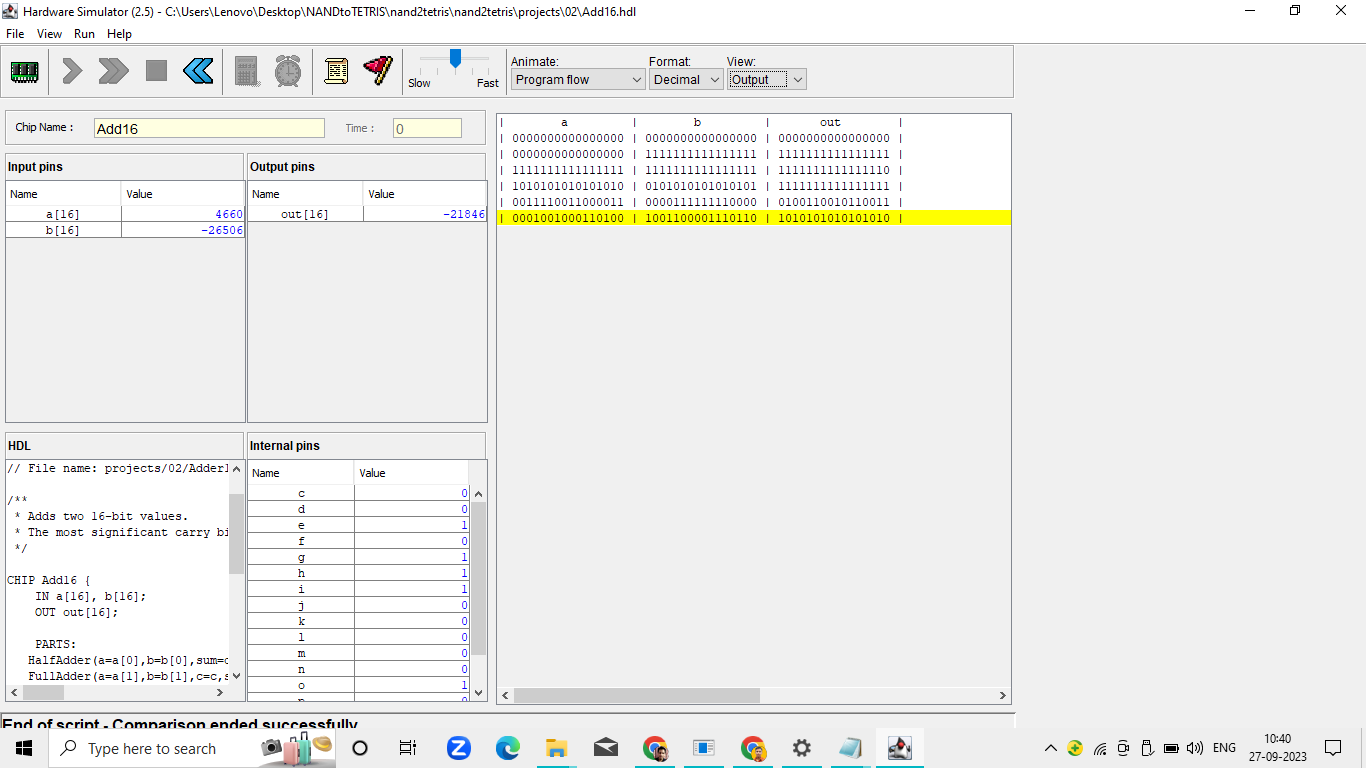 Hardware Simulator (2.5) - C:\Users\Lenovo\Desktop\NANDtoTETRIS\nand2tetris\nand2tetris\projects\02\Add16.hdl
File View Run Help
Slow Fast
Animate: Format: View:
Program flow Decimal Output
Chip Name : Add16 Time : 0
Input pins Output pins
Name Value Name Value
a[16] 4660 out[16] -21846
b[16] -26506
| a | b | out |
| 0000000000000000 | 0000000000000000 | 0000000000000000 |
| 0000000000000000 | 1111111111111111 | 1111111111111111 |
| 1111111111111111 | 1111111111111111 | 1111111111111110 |
| 1010101010101010 | 0101010101010101 | 1111111111111111 |
| 0011110011000011 | 0000111111110000 | 0100110010110011 |
| 0001001000110100 | 1001100001110110 | 1010101010101010 |
HDL
// File name: projects/02/Adder1
/**
* Adds two 16-bit values.
* The most significant carry bi
*/
CHIP Add16 {
IN a[16], b[16];
OUT out[16];
PARTS:
HalfAdder(a=a[0],b=b[0],sum=o
FullAdder(a=a[1],b=b[1],c=c,s
Internal pins
Name Value
c 0
d 0
e 1
f 0
g 1
h 1
i 1
j 0
k 0
l 0
m 0
n 0
o 1
End of script - Comparison ended successfully
Type here to search
ENG
10:40
27-09-2023